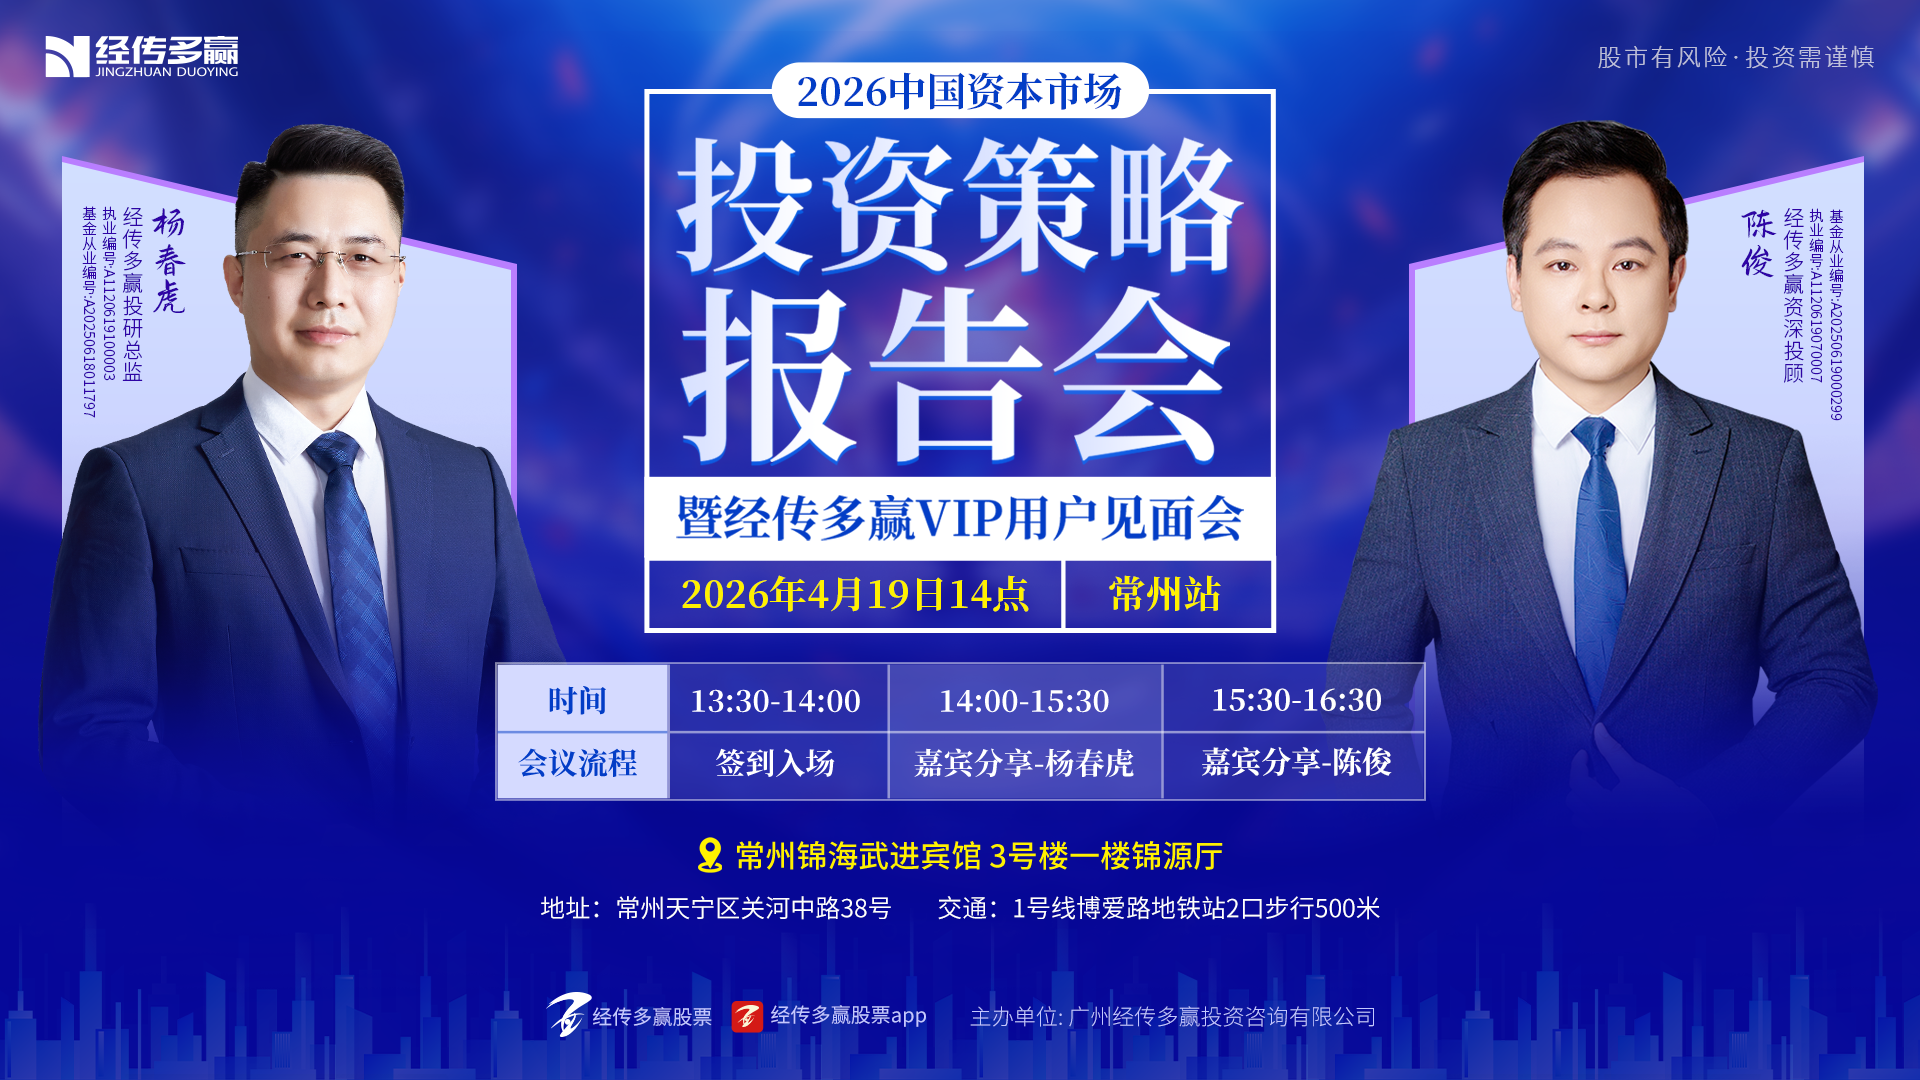 经传多赢
JINGZHUAN DUOYING
股市有风险·投资需谨慎
2026中国资本市场
投资策略
报告会
暨经传多赢VIP用户见面会
2026年4月19日14点
常州站
杨春虎
经传多赢投研总监
执业编号:A1120619100003
基金从业编号:A20250618011797
陈俊
经传多赢资深投顾
执业编号:A1120619070007
基金从业编号:A20250619000299
时间 13:30-14:00 14:00-15:30 15:30-16:30
会议流程 签到入场 嘉宾分享-杨春虎 嘉宾分享-陈俊
常州锦海武进宾馆 3号楼一楼锦源厅
地址：常州天宁区关河中路38号 交通：1号线博爱路地铁站2口步行500米
经传多赢股票 经传多赢股票app 主办单位: 广州经传多赢投资咨询有限公司